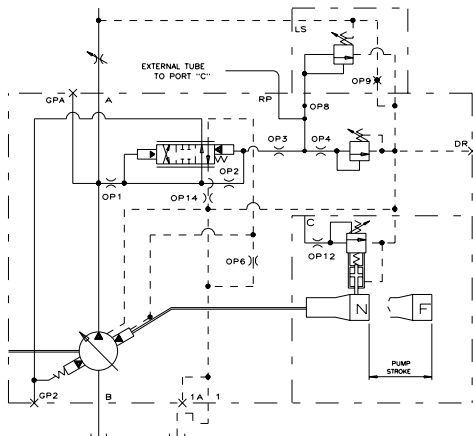 LS
EXTERNAL TUBE
TO PORT "C"
OP9
GPA
A
RP
OP8
OP3
OP4
DR
OP2
OP1
OP14
C
OP12
OP6
N
F
PUMP
STROKE
GP2
B
1A
1